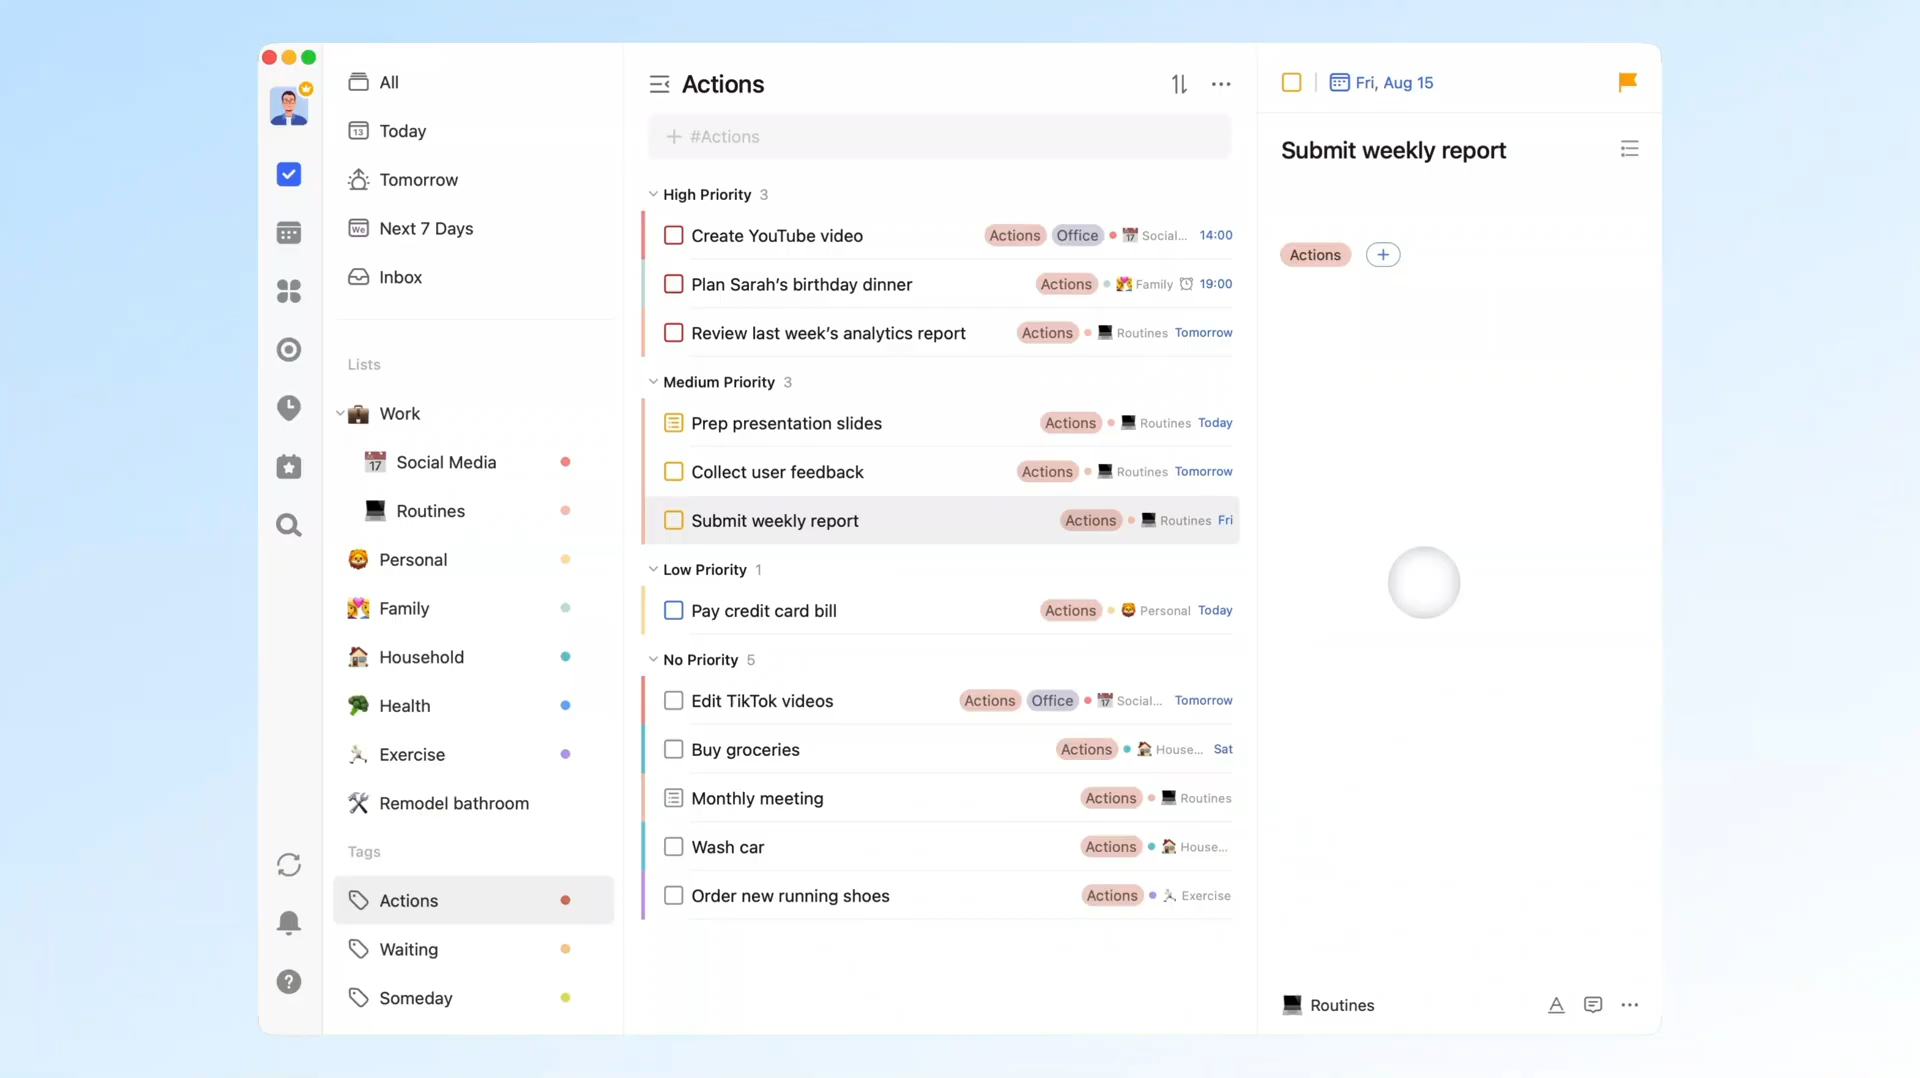 All
13 Today
Tomorrow
We Next 7 Days
Inbox
Lists
Work
17 Social Media
Routines
Personal
Family
Household
Health
Exercise
Remodel bathroom
Tags
Actions
Waiting
Someday
?
Actions
#Actions
High Priority 3
Create YouTube video Actions Office 17 Social... 14:00
Plan Sarah’s birthday dinner Actions Family 19:00
Review last week’s analytics report Actions Routines Tomorrow
Medium Priority 3
Prep presentation slides Actions Routines Today
Collect user feedback Actions Routines Tomorrow
Submit weekly report Actions Routines Fri
Low Priority 1
Pay credit card bill Actions Personal Today
No Priority 5
Edit TikTok videos Actions Office 17 Social... Tomorrow
Buy groceries Actions House... Sat
Monthly meeting Actions Routines
Wash car Actions House...
Order new running shoes Actions Exercise
Fri, Aug 15
Submit weekly report
Actions +
Routines